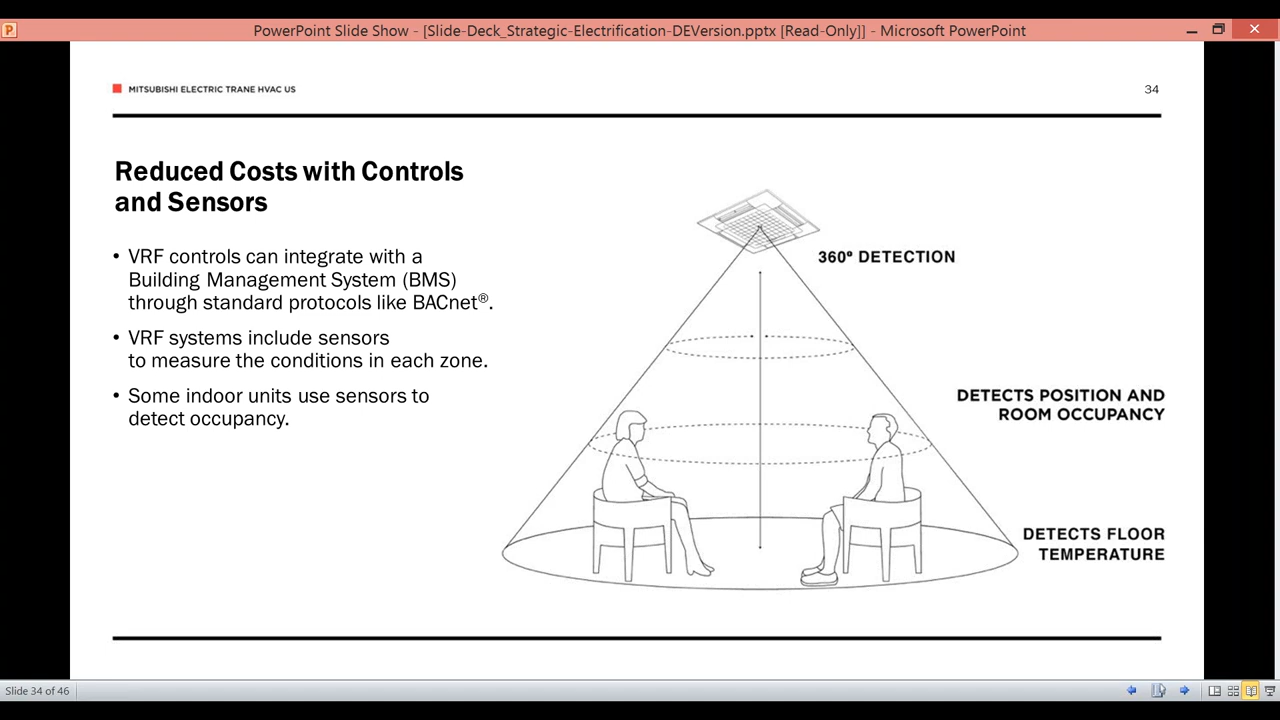 PowerPoint Slide Show - [Slide-Deck_Strategic-Electrification-DEVersion.pptx [Read-Only]] - Microsoft PowerPoint
MITSUBISHI ELECTRIC TRANE HVAC US
34
Reduced Costs with Controls
and Sensors
• VRF controls can integrate with a
Building Management System (BMS)
through standard protocols like BACnet®.
• VRF systems include sensors
to measure the conditions in each zone.
• Some indoor units use sensors to
detect occupancy.
360º DETECTION
DETECTS POSITION AND
ROOM OCCUPANCY
DETECTS FLOOR
TEMPERATURE
Slide 34 of 46